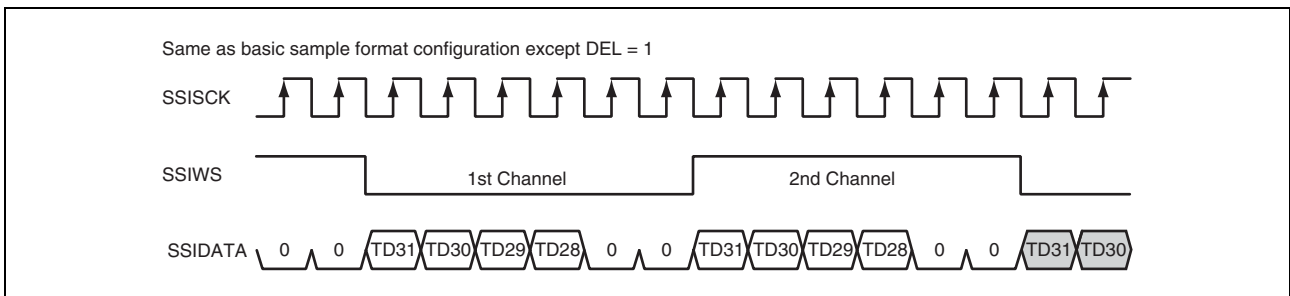 Same as basic sample format configuration except DEL = 1
SSISCK
SSIWS 1st Channel 2nd Channel
SSIDATA 0 0 TD31 TD30 TD29 TD28 0 0 TD31 TD30 TD29 TD28 0 0 TD31 TD30